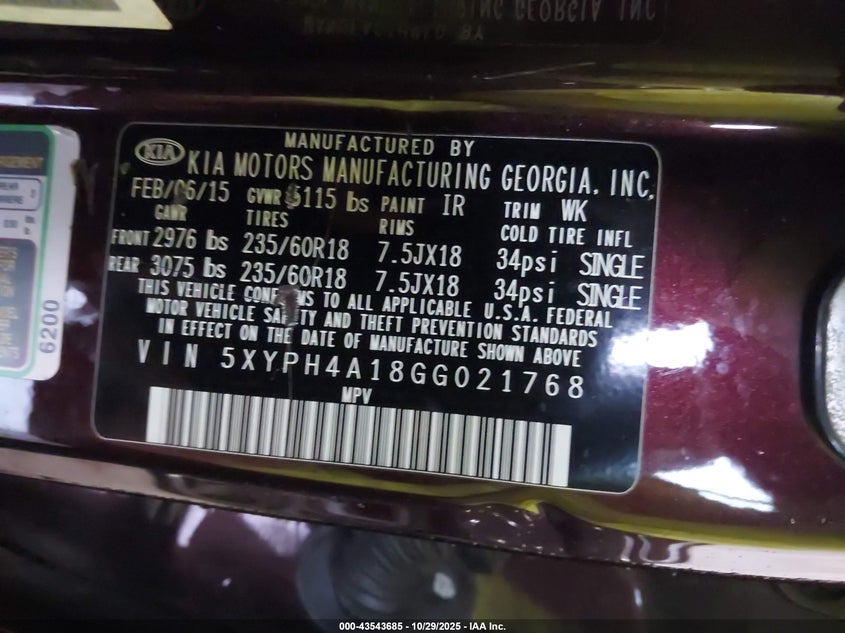 MANUFACTURED BY
KIA KIA MOTORS MANUFACTURING GEORGIA, INC.
FEB/06/15 GVWR 5115 lbs PAINT IR TRIM WK
GAWR TIRES RIMS COLD TIRE INFL
FRONT 2976 lbs 235/60R18 7.5JX18 34psi SINGLE
REAR 3075 lbs 235/60R18 7.5JX18 34psi SINGLE
THIS VEHICLE CONFORMS TO ALL APPLICABLE U.S.A. FEDERAL
MOTOR VEHICLE SAFETY AND THEFT PREVENTION STANDARDS
IN EFFECT ON THE DATE OF MANUFACTURE SHOWN ABOVE
VIN 5XYPH4A18GG021768
MPV
6200
000-43543685 - 10/29/2025 - IAA Inc.